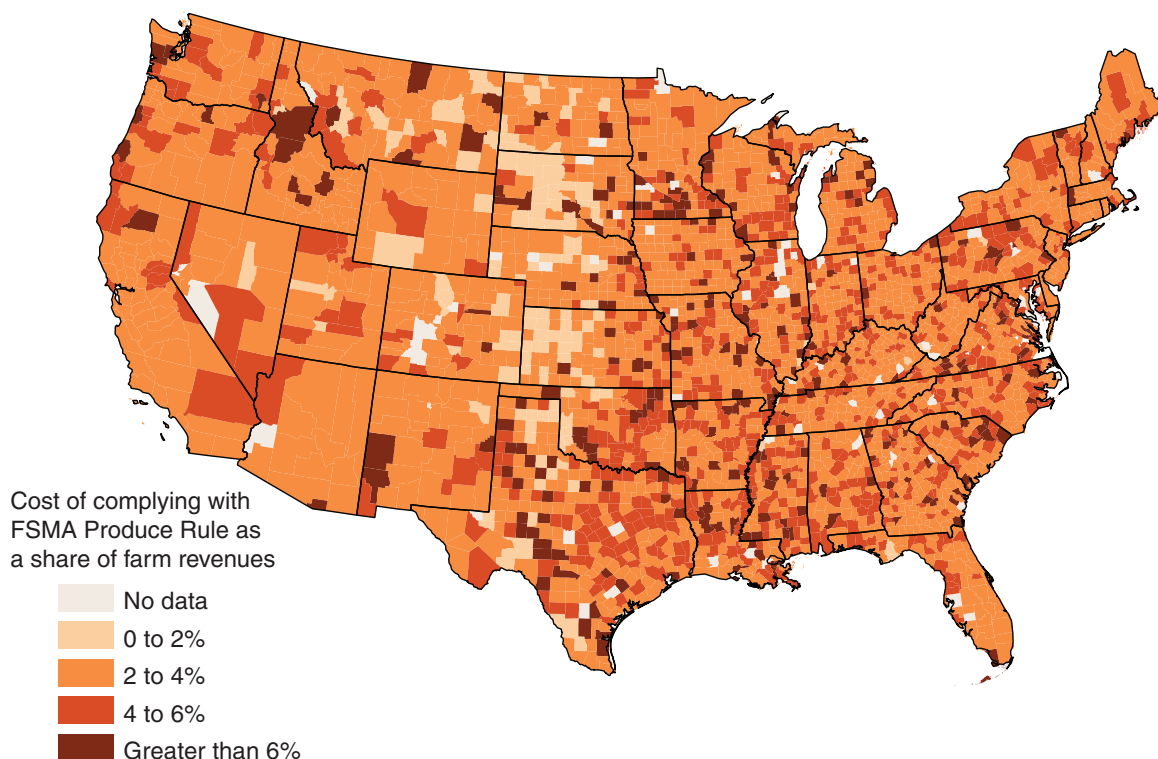 Cost of complying with
FSMA Produce Rule as
a share of farm revenues
No data
0 to 2%
2 to 4%
4 to 6%
Greater than 6%